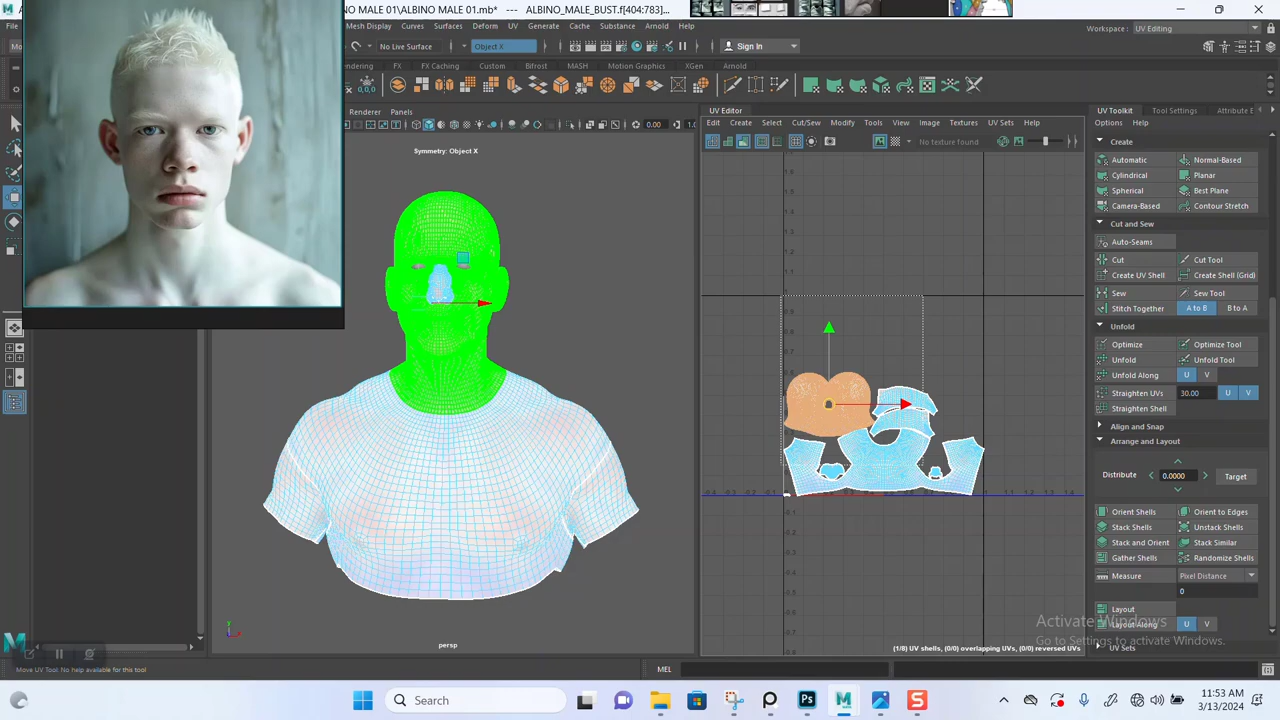 ALBINO MALE 01\ALBINO MALE 01.mb* --- ALBINO_MALE_BUST.f[404:783]...
Mesh Display Curves Surfaces Deform UV Generate Cache Albino Substance Arnold Help
Workspace: UV Editing
No Live Surface
Object X
Sign In
FX FX Caching Custom Bifrost MASH Motion Graphics XGen Arnold
Renderer Panels
0.00
Symmetry: Object X
persp
UV Editor
Edit Create Select Cut/Sew Modify Tools View Image Textures UV Sets Help
No texture found
(1/8) UV shells, (0/0) overlapping UVs, (0/0) reversed UVs
UV Toolkit Tool Settings Attribute E
Options Help
Create
Automatic Normal-Based
Cylindrical Planar
Spherical Best Plane
Camera-Based Contour Stretch
Cut and Sew
Auto-Seams
Cut Cut Tool
Create UV Shell Create Shell (Grid)
Sew Sew Tool
Stitch Together A to B B to A
Unfold
Optimize Optimize Tool
Unfold Unfold Tool
Unfold Along U V
Straighten UVs 30.00 U V
Straighten Shell
Align and Snap
Arrange and Layout
Distribute 0.0000 Target
Orient Shells Orient to Edges
Stack Shells Unstack Shells
Stack and Orient Stack Similar
Gather Shells Randomize Shells
Measure Pixel Distance
0
Layout
Layout Along U V
UV Sets
Activate Windows
Go to Settings to activate Windows.
Move UV Tool: No help available for this tool
MEL
Search
11:53 AM
3/13/2024